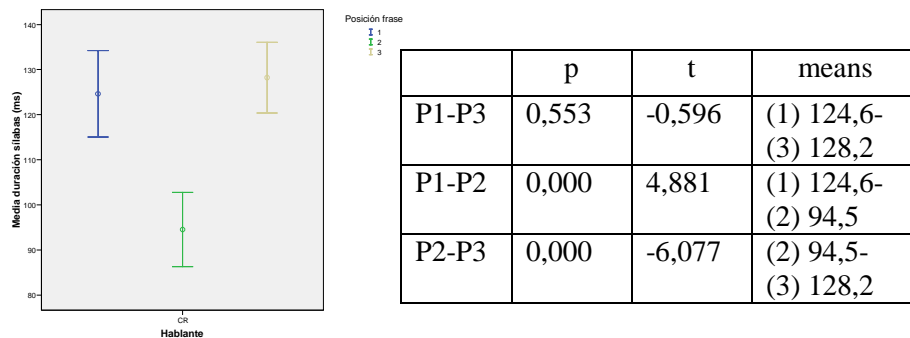 140
130
120
110
100
90
80
Media duración sílabas (ms)
CR
Hablante
Posición frase
1
2
3
p t means
P1-P3 0,553 -0,596 (1) 124,6-
(3) 128,2
P1-P2 0,000 4,881 (1) 124,6-
(2) 94,5
P2-P3 0,000 -6,077 (2) 94,5-
(3) 128,2